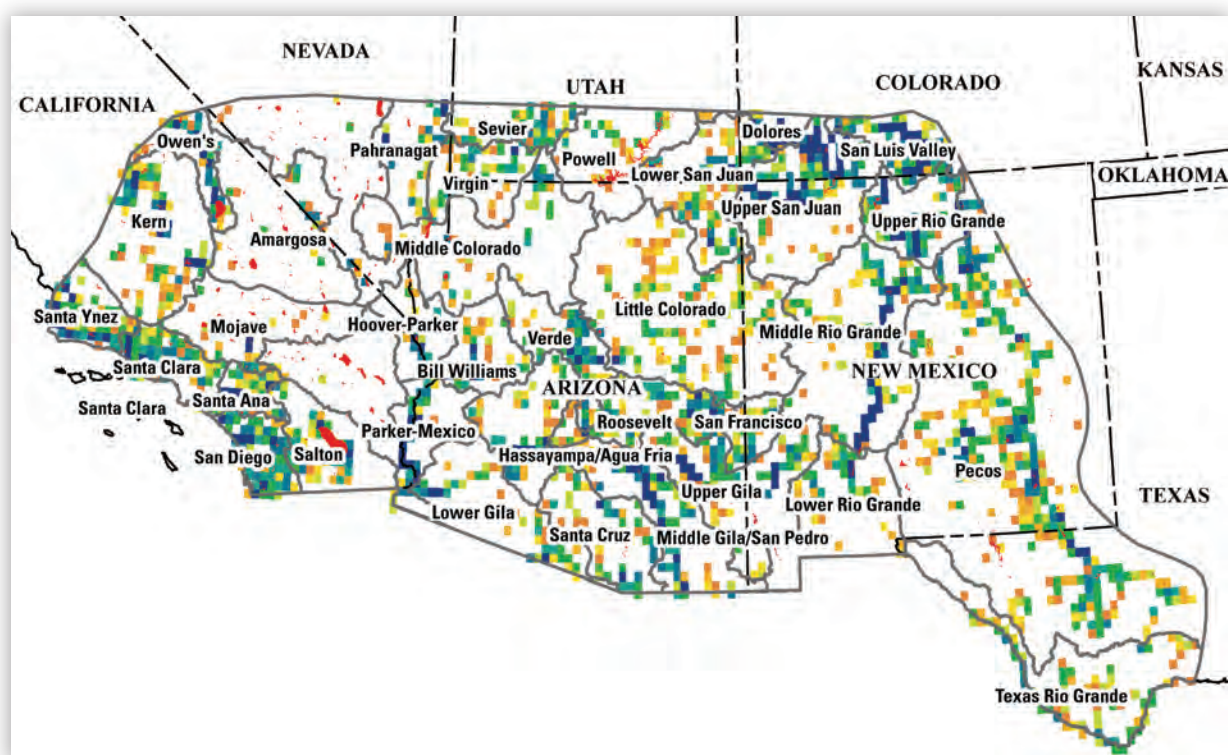 NEVADA
UTAH
COLORADO
KANSAS
CALIFORNIA
OKLAHOMA
Owen's
Pahranagat
Sevier
Powell
Dolores
San Luis Valley
Virgin
Lower San Juan
Kern
Amargosa
Middle Colorado
Upper San Juan
Upper Rio Grande
Santa Ynez
Mojave
Hoover-Parker
Verde
Little Colorado
Middle Rio Grande
Santa Clara
Bill Williams
NEW MEXICO
Santa Clara
Santa Ana
ARIZONA
Parker-Mexico
Roosevelt
San Francisco
San Diego
Salton
Hassayampa/Agua Fria
Upper Gila
Pecos
TEXAS
Lower Gila
Santa Cruz
Middle Gila/San Pedro
Lower Rio Grande
Texas Rio Grande